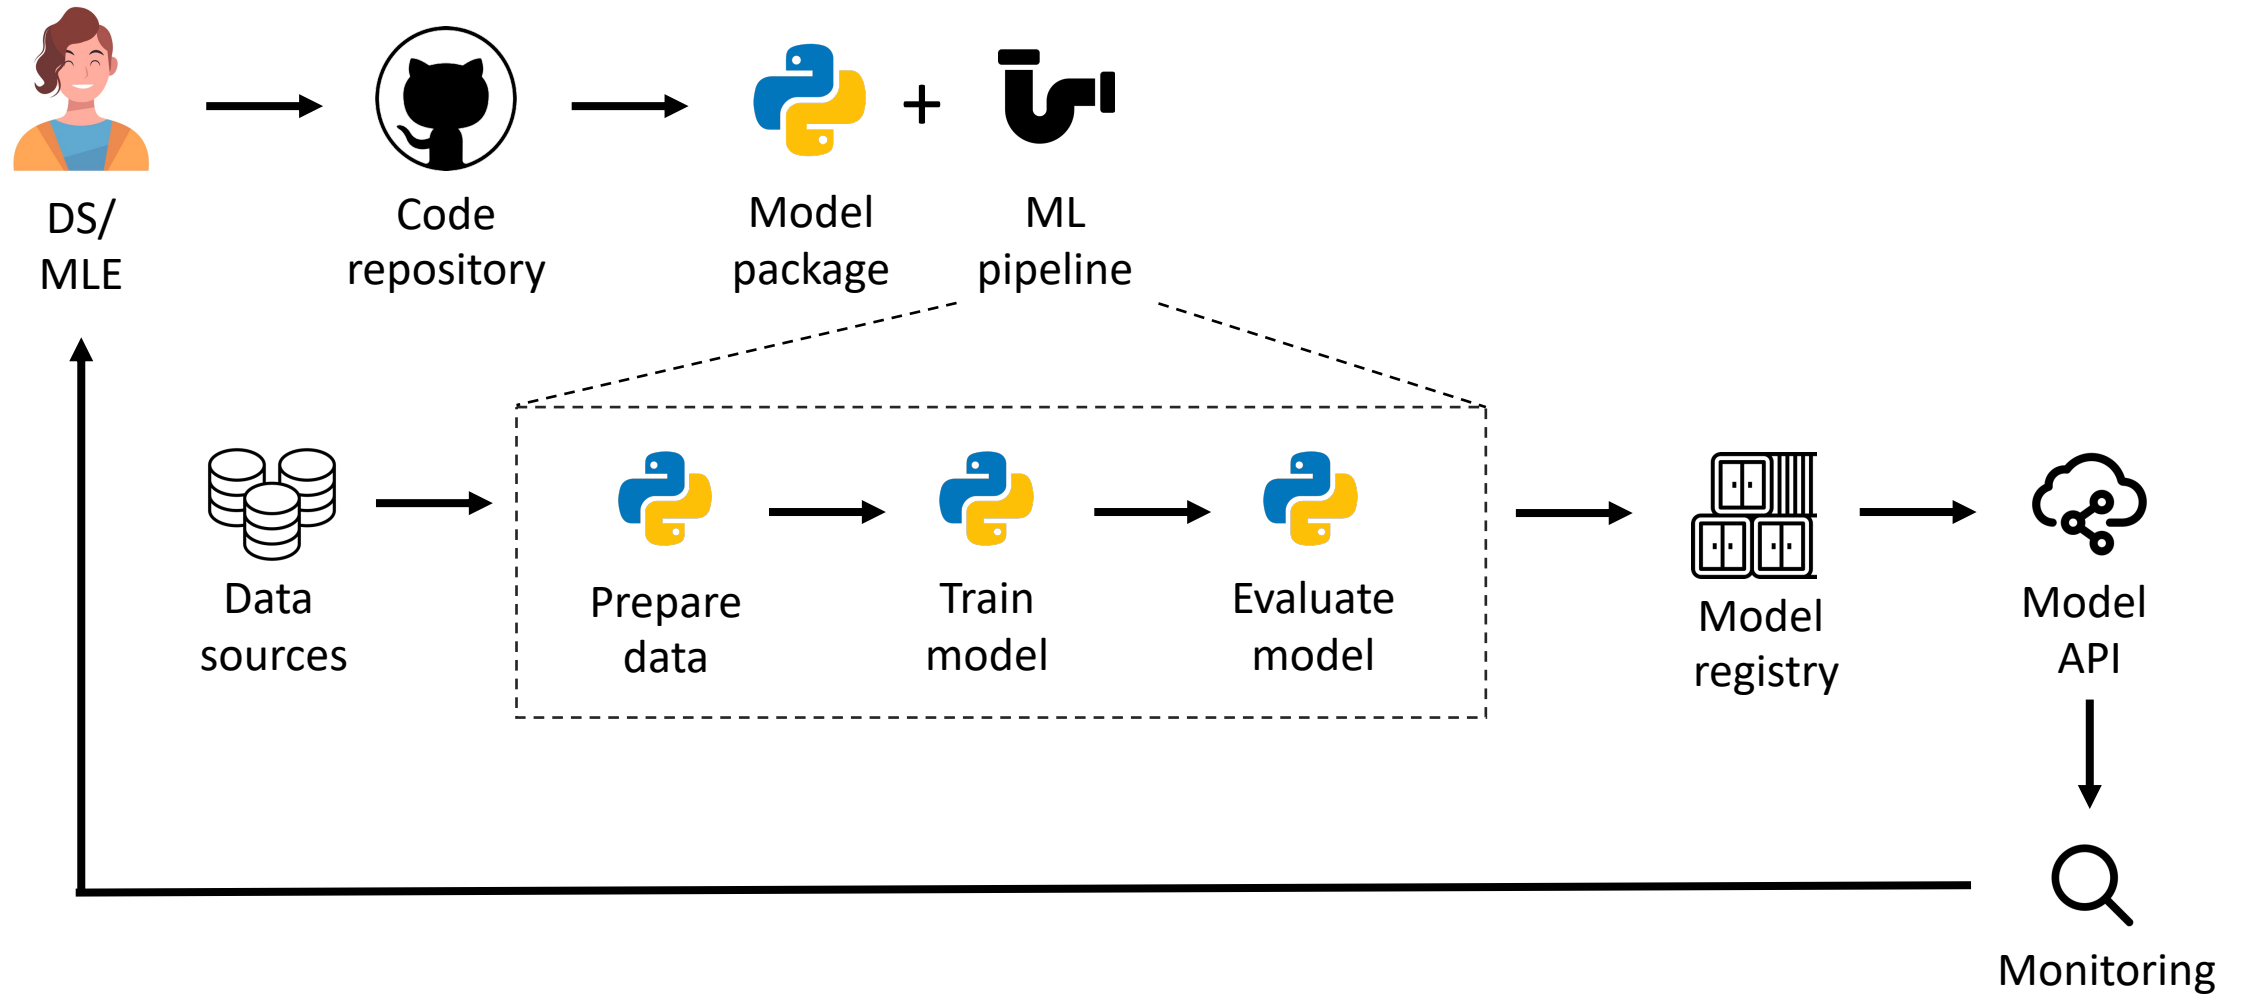 DS/
MLE
Code
repository
Model
package
+
ML
pipeline
Data
sources
Prepare
data
Train
model
Evaluate
model
Model
registry
Model
API
Monitoring